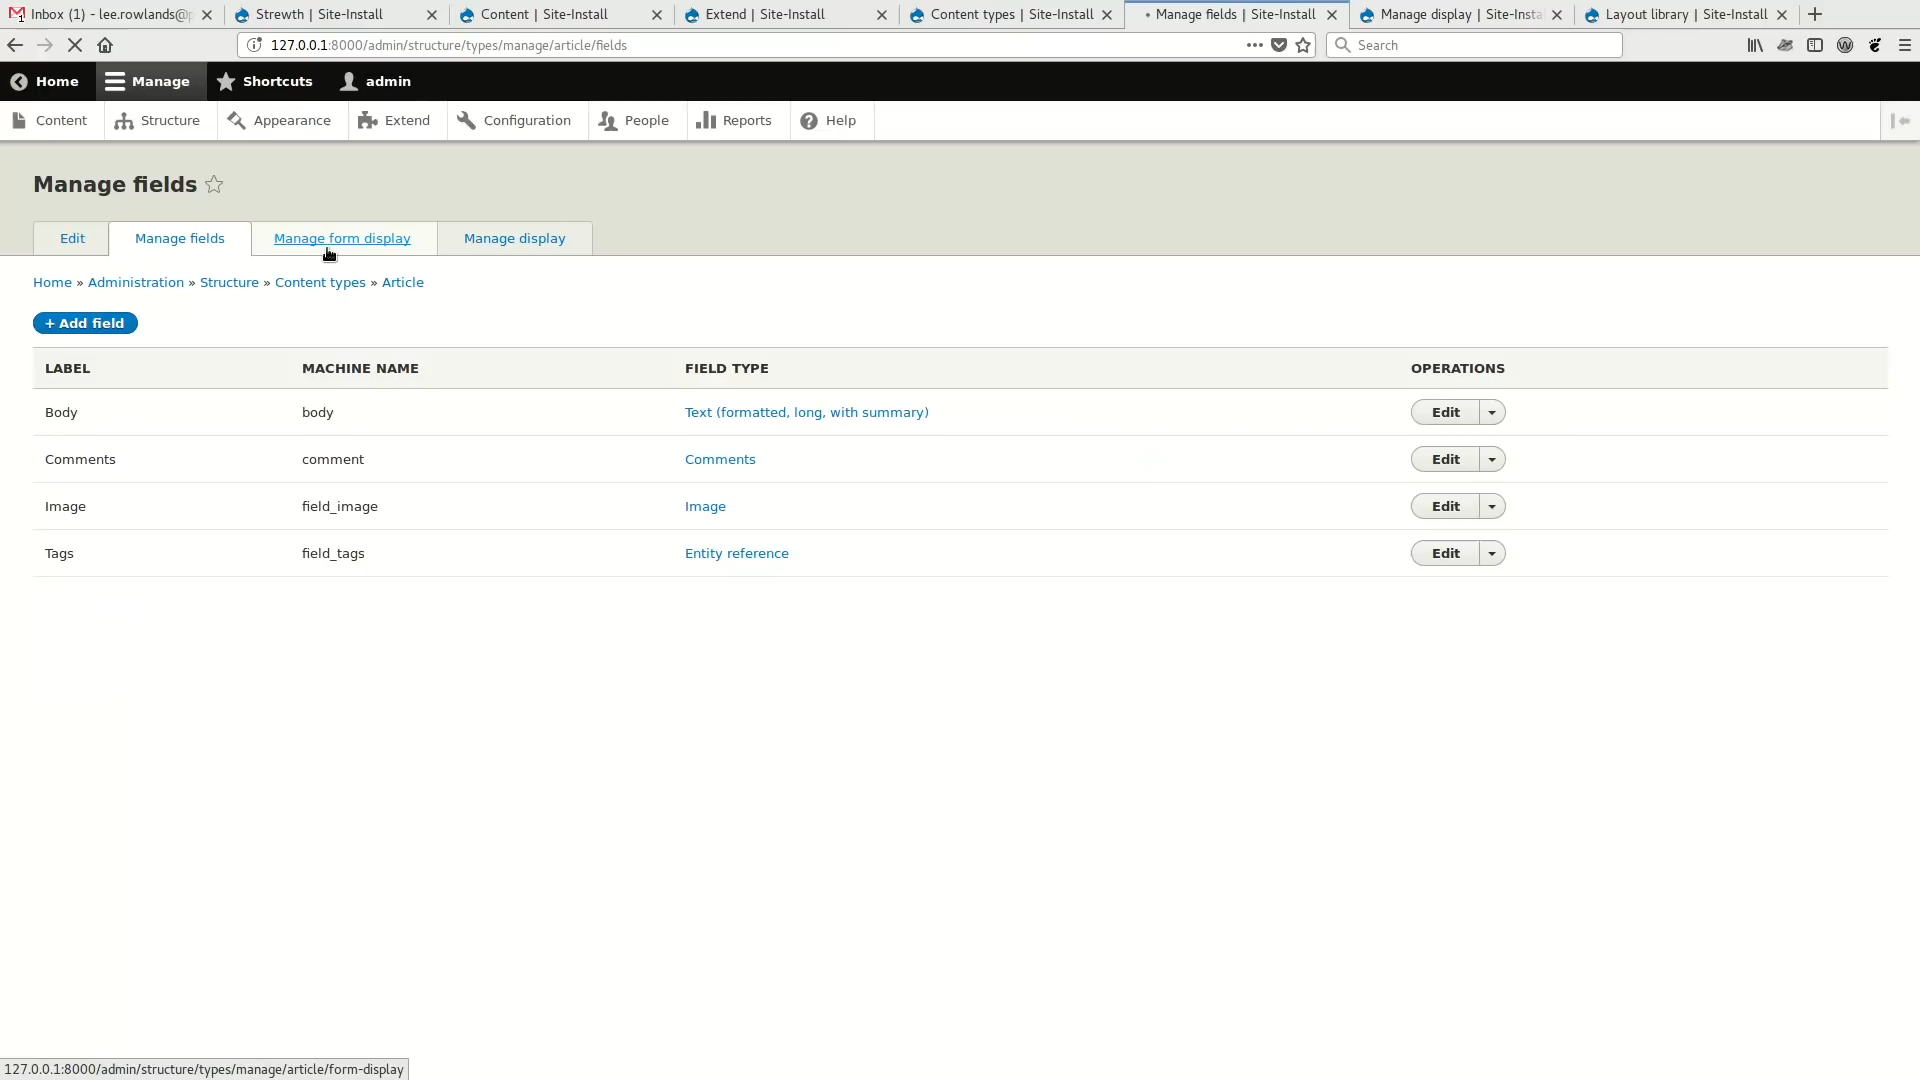 Inbox (1) - lee.rowlands@ Strewth | Site-Install Content | Site-Install Extend | Site-Install Content types | Site-Install Manage fields | Site-Install Manage display | Site-Insta Layout library | Site-Install
127.0.0.1:8000/admin/structure/types/manage/article/fields Search
Home Manage Shortcuts admin
Content Structure Appearance Extend Configuration People Reports Help
Manage fields
Edit Manage fields Manage form display Manage display
Home » Administration » Structure » Content types » Article
+ Add field
LABEL MACHINE NAME FIELD TYPE OPERATIONS
Body body Text (formatted, long, with summary) Edit
Comments comment Comments Edit
Image field_image Image Edit
Tags field_tags Entity reference Edit
127.0.0.1:8000/admin/structure/types/manage/article/form-display